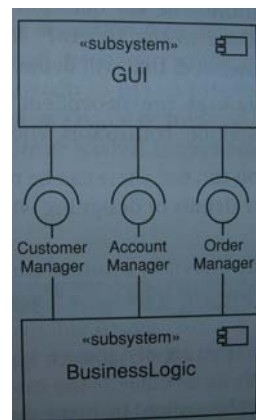 «subsystem»
GUI
Customer Manager
Account Manager
Order Manager
«subsystem»
BusinessLogic